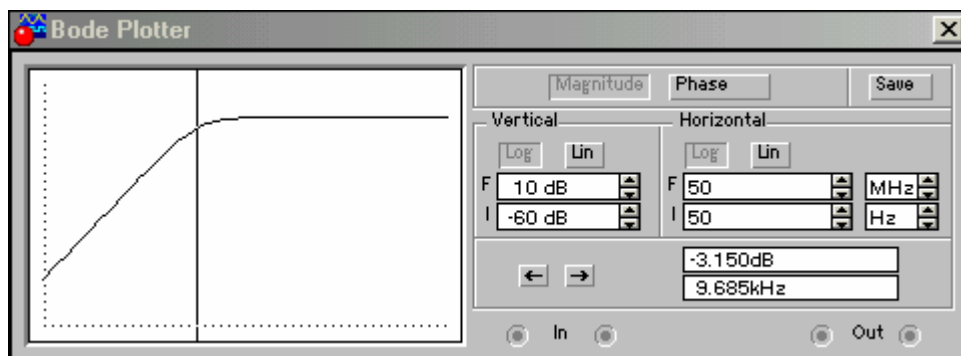 Bode Plotter
Magnitude Phase Save
Vertical Horizontal
Log Lin Log Lin
F 10 dB F 50 MHz
I -60 dB I 50 Hz
← → -3.150dB
9.685kHz
In Out